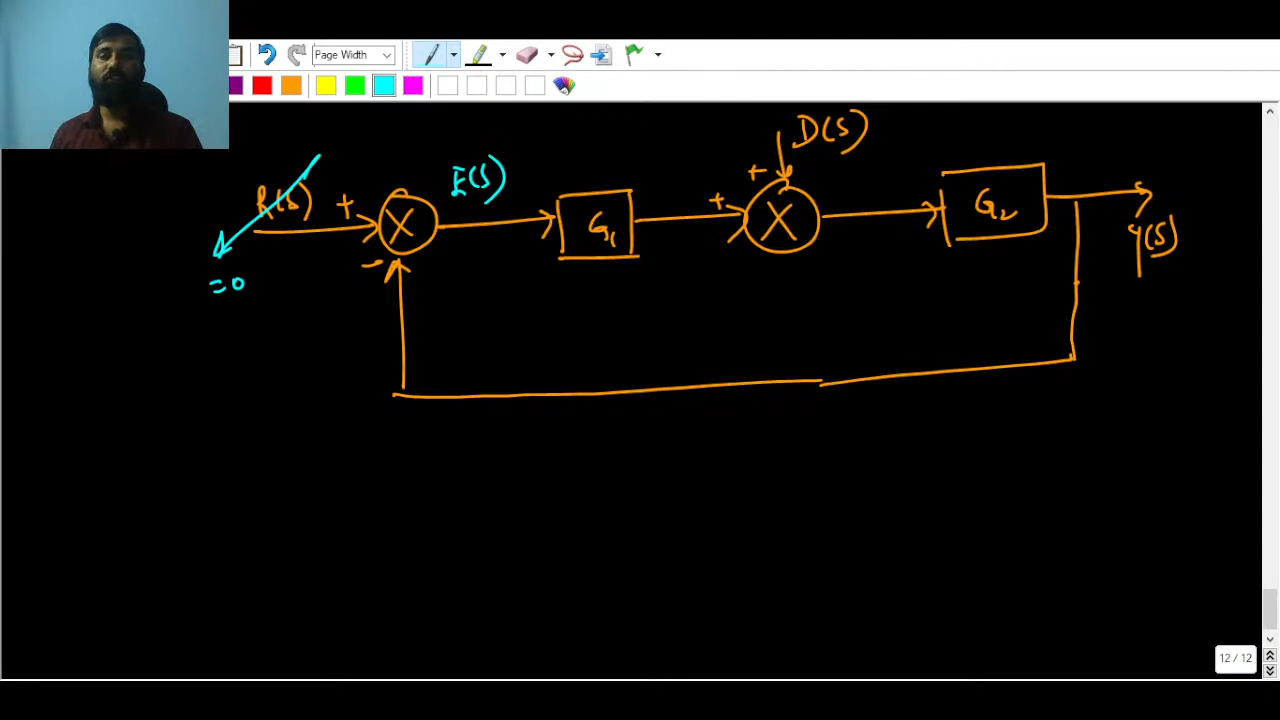 Page Width
D(S)
E(S)
R(S) + + +
G1 G2
-
Y(S)
=0
12 / 12